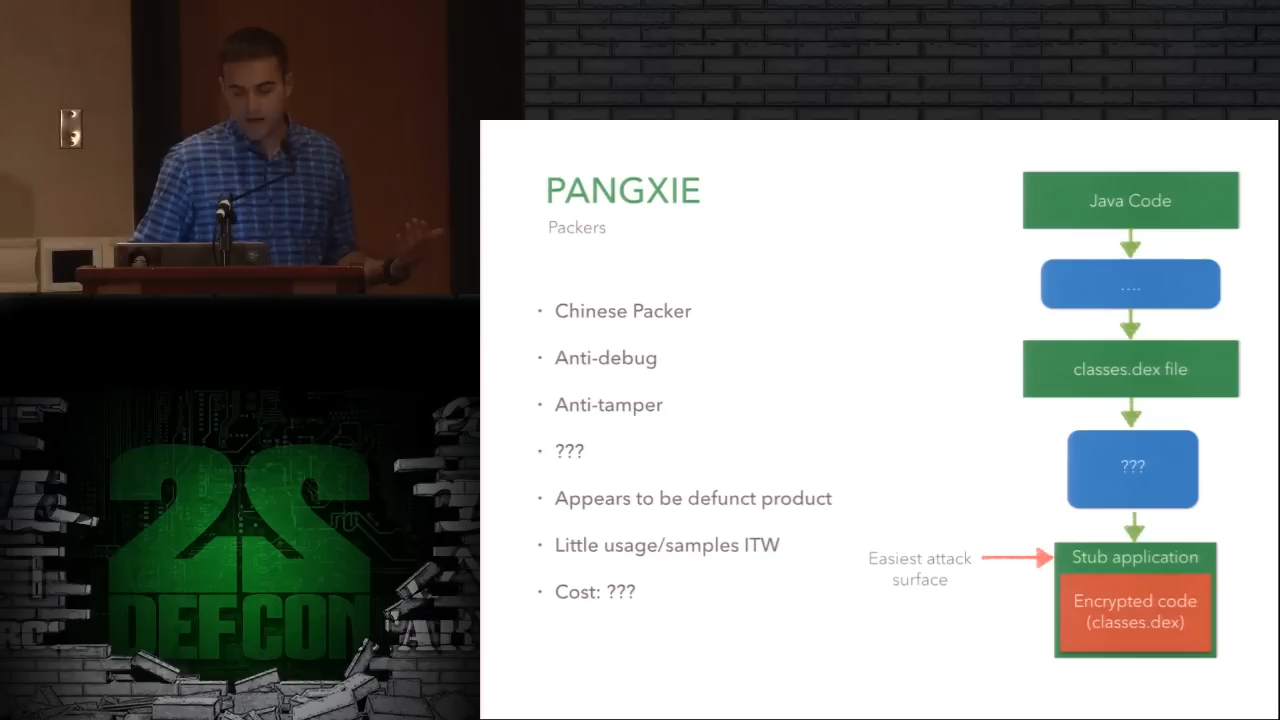 PANGXIE
Packers
· Chinese Packer
· Anti-debug
· Anti-tamper
· ???
· Appears to be defunct product
· Little usage/samples ITW
· Cost: ???
Java Code
....
classes.dex file
???
Easiest attack
surface
Stub application
Encrypted code
(classes.dex)
22
DEFCON